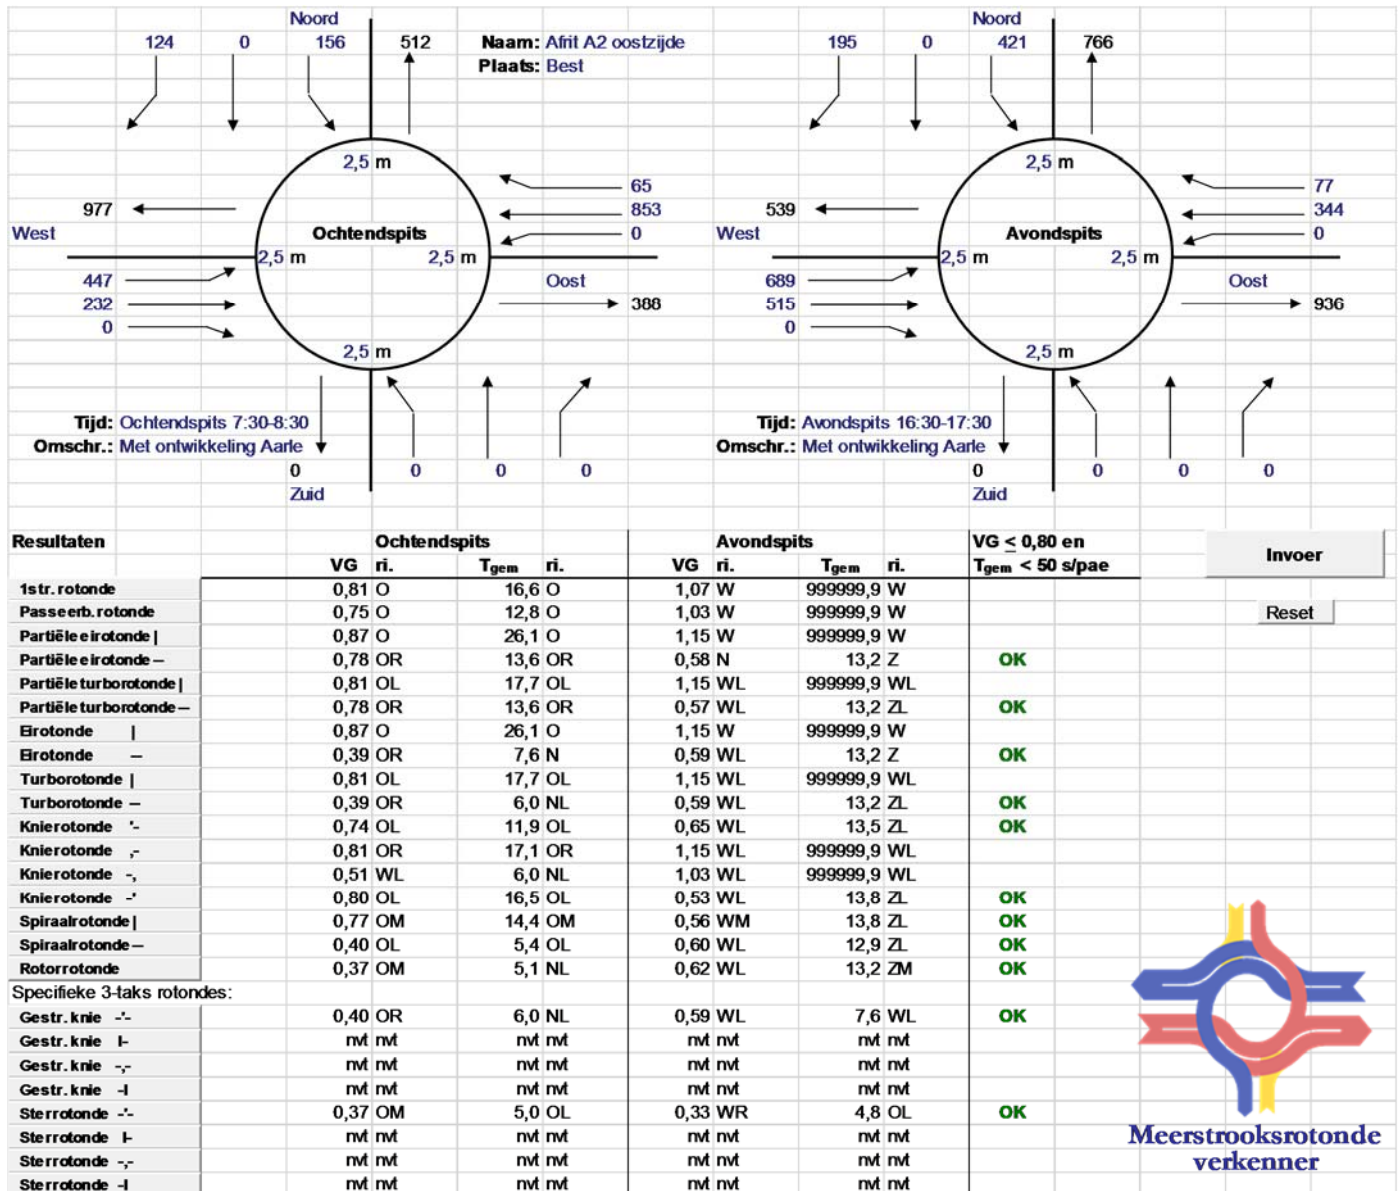 Noord Noord
124 0 156 512 Naam: Afrit A2 oostzijde 195 0 421 766
Plaats: Best
2,5 m 2,5 m
65 77
977 853 539 344
West Ochtendspits 0 West Avondspits 0
2,5 m 2,5 m 2,5 m 2,5 m
447 Oost 689 Oost
232 388 515 936
0 0
2,5 m 2,5 m
Tijd: Ochtendspits 7:30-8:30 Tijd: Avondspits 16:30-17:30
Omschr.: Met ontwikkeling Aarle Omschr.: Met ontwikkeling Aarle
0 0 0 0 0 0 0 0
Zuid Zuid
Resultaten Ochtendspits Avondspits VG ≤ 0,80 en Invoer
VG ri. Tgem ri. VG ri. Tgem ri. Tgem < 50 s/pae
1str. rotonde 0,81 O 16,6 O 1,07 W 999999,9 W
Passeerb. rotonde 0,75 O 12,8 O 1,03 W 999999,9 W Reset
Partiële eirotonde | 0,87 O 26,1 O 1,15 W 999999,9 W
Partiële eirotonde – 0,78 OR 13,6 OR 0,58 N 13,2 Z OK
Partiële turborotonde | 0,81 OL 17,7 OL 1,15 WL 999999,9 WL
Partiële turborotonde – 0,78 OR 13,6 OR 0,57 WL 13,2 ZL OK
Eirotonde | 0,87 O 26,1 O 1,15 W 999999,9 W
Eirotonde – 0,39 OR 7,6 N 0,59 WL 13,2 Z OK
Turborotonde | 0,81 OL 17,7 OL 1,15 WL 999999,9 WL
Turborotonde – 0,39 OR 6,0 NL 0,59 WL 13,2 ZL OK
Knierotonde '- 0,74 OL 11,9 OL 0,65 WL 13,5 ZL OK
Knierotonde ,- 0,81 OR 17,1 OR 1,15 WL 999999,9 WL
Knierotonde -, 0,51 WL 6,0 NL 1,03 WL 999999,9 WL
Knierotonde -' 0,80 OL 16,5 OL 0,53 WL 13,8 ZL OK
Spiraalrotonde | 0,77 OM 14,4 OM 0,56 WM 13,8 ZL OK
Spiraalrotonde – 0,40 OL 5,4 OL 0,60 WL 12,9 ZL OK
Rotorrotonde 0,37 OM 5,1 NL 0,62 WL 13,2 ZM OK
Specifieke 3-taks rotondes:
Gestr. knie -'- 0,40 OR 6,0 NL 0,59 WL 7,6 WL OK
Gestr. knie |- nvt nvt nvt nvt nvt nvt nvt nvt
Gestr. knie -,- nvt nvt nvt nvt nvt nvt nvt nvt
Gestr. knie -| nvt nvt nvt nvt nvt nvt nvt nvt
Sterrotonde -'- 0,37 OM 5,0 OL 0,33 WR 4,8 OL OK
Sterrotonde |- nvt nvt nvt nvt nvt nvt nvt nvt
Sterrotonde -,- nvt nvt nvt nvt nvt nvt nvt nvt
Sterrotonde -| nvt nvt nvt nvt nvt nvt nvt nvt
Meerstrooksrotonde
verkenner